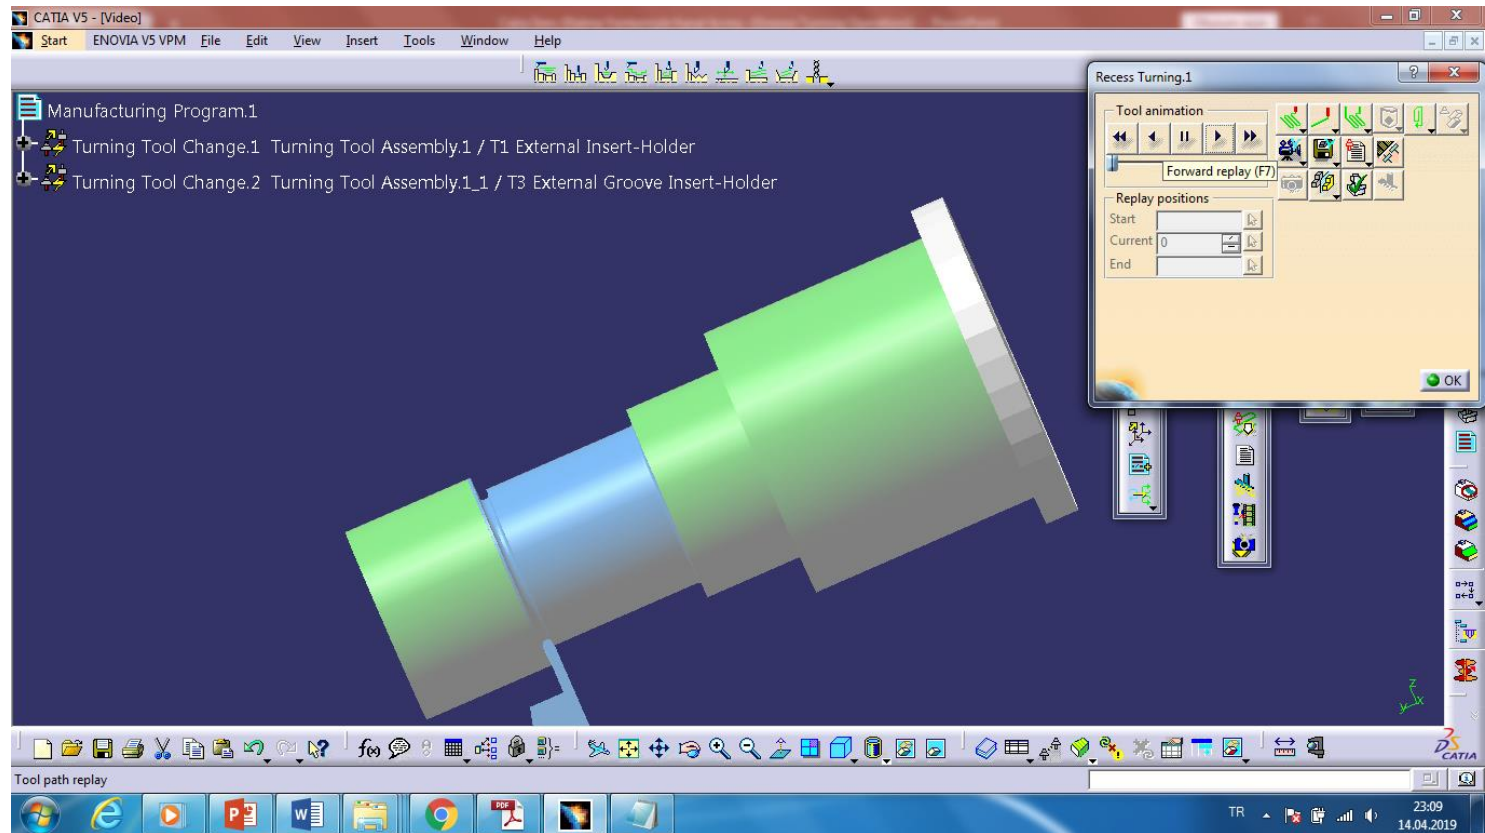 CATIA V5 - [Video]
Start ENOVIA V5 VPM File Edit View Insert Tools Window Help
Recess Turning.1
Tool animation
Forward replay (F7)
Replay positions
Start
Current 0
End
OK
Manufacturing Program.1
Turning Tool Change.1 Turning Tool Assembly.1 / T1 External Insert-Holder
Turning Tool Change.2 Turning Tool Assembly.1_1 / T3 External Groove Insert-Holder
z
y x
f(x)
CATIA
Tool path replay
TR
23:09
14.04.2019